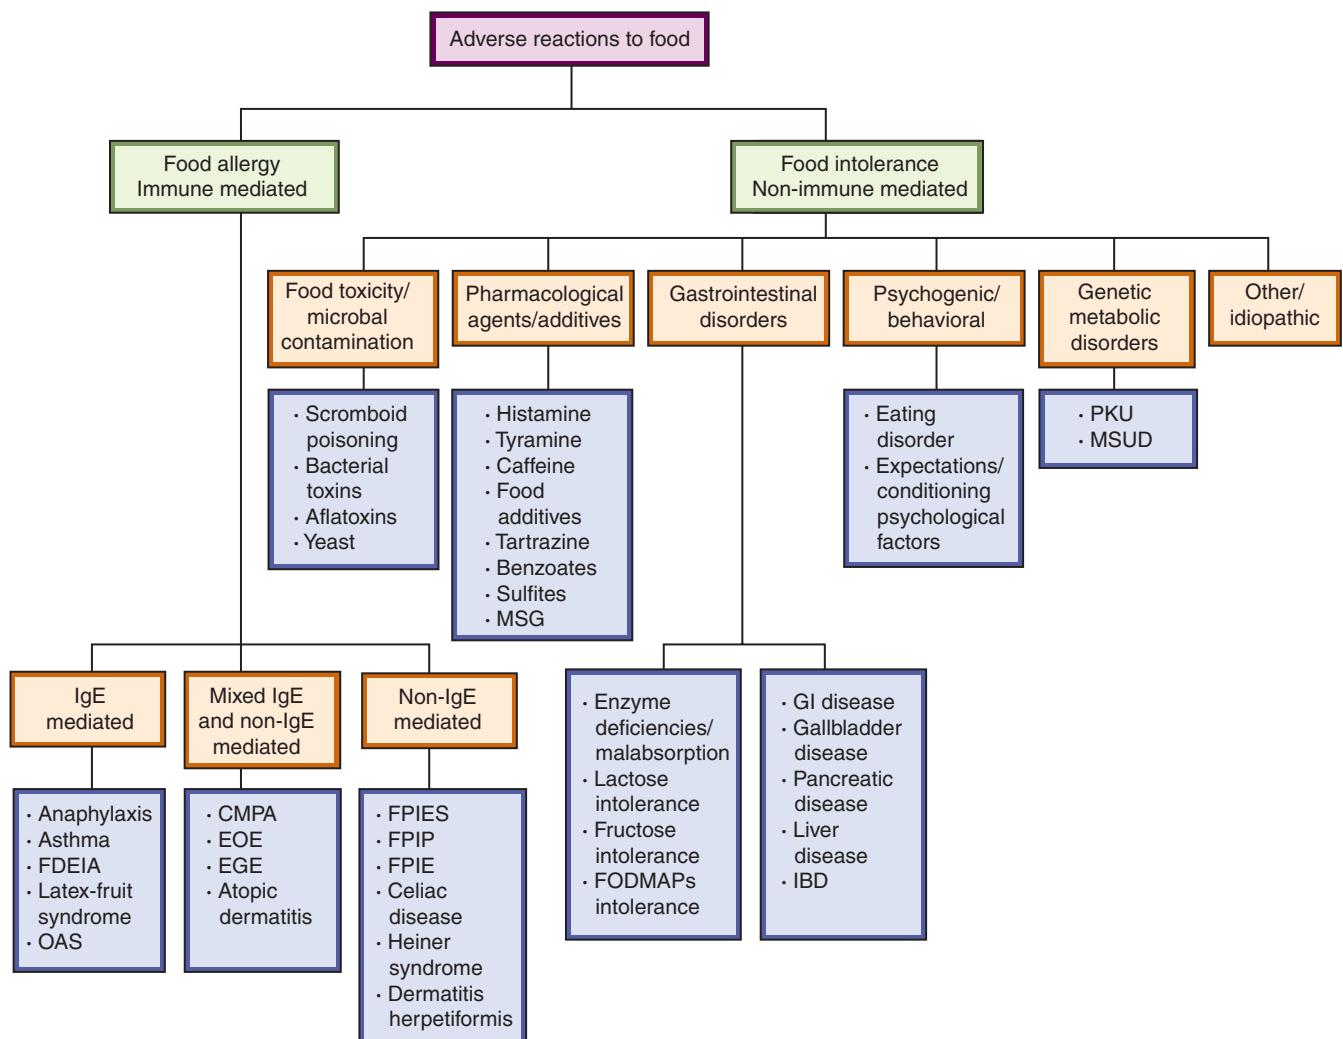 Adverse reactions to food
Food allergy
Immune mediated
Food intolerance
Non-immune mediated
Food toxicity/
microbal
contamination
Pharmacological
agents/additives
Gastrointestinal
disorders
Psychogenic/
behavioral
Genetic
metabolic
disorders
Other/
idiopathic
· Scromboid
poisoning
· Bacterial
toxins
· Aflatoxins
· Yeast
· Histamine
· Tyramine
· Caffeine
· Food
additives
· Tartrazine
· Benzoates
· Sulfites
· MSG
· Eating
disorder
· Expectations/
conditioning
psychological
factors
· PKU
· MSUD
IgE
mediated
Mixed IgE
and non-IgE
mediated
Non-IgE
mediated
· Anaphylaxis
· Asthma
· FDEIA
· Latex-fruit
syndrome
· OAS
· CMPA
· EOE
· EGE
· Atopic
dermatitis
· FPIES
· FPIP
· FPIE
· Celiac
disease
· Heiner
syndrome
· Dermatitis
herpetiformis
· Enzyme
deficiencies/
malabsorption
· Lactose
intolerance
· Fructose
intolerance
· FODMAPs
intolerance
· GI disease
· Gallbladder
disease
· Pancreatic
disease
· Liver
disease
· IBD